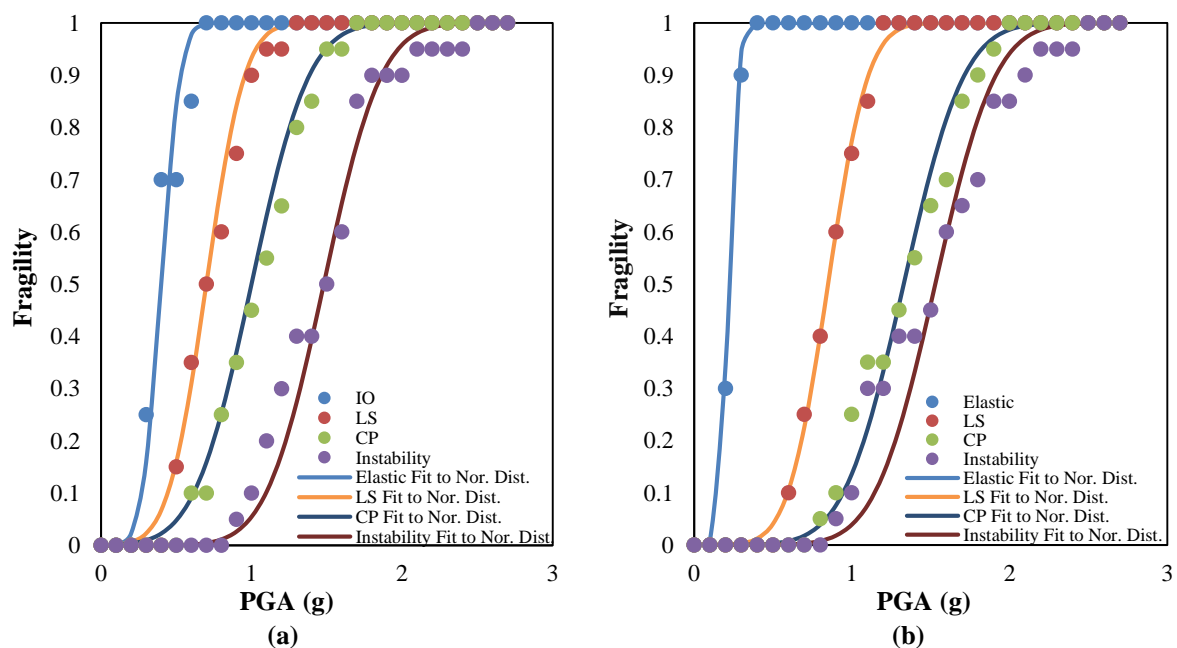 1
0.9
0.8
0.7
0.6
0.5
0.4
0.3
0.2
0.1
0
Fragility
IO
LS
CP
Instability
Elastic Fit to Nor. Dist.
LS Fit to Nor. Dist.
CP Fit to Nor. Dist.
Instability Fit to Nor. Dist.
0 1 2 3
PGA (g)
(a)
1
0.9
0.8
0.7
0.6
0.5
0.4
0.3
0.2
0.1
0
Fragility
Elastic
LS
CP
Instability
Elastic Fit to Nor. Dist.
LS Fit to Nor. Dist.
CP Fit to Nor. Dist.
Instability Fit to Nor. Dist.
0 1 2 3
PGA (g)
(b)